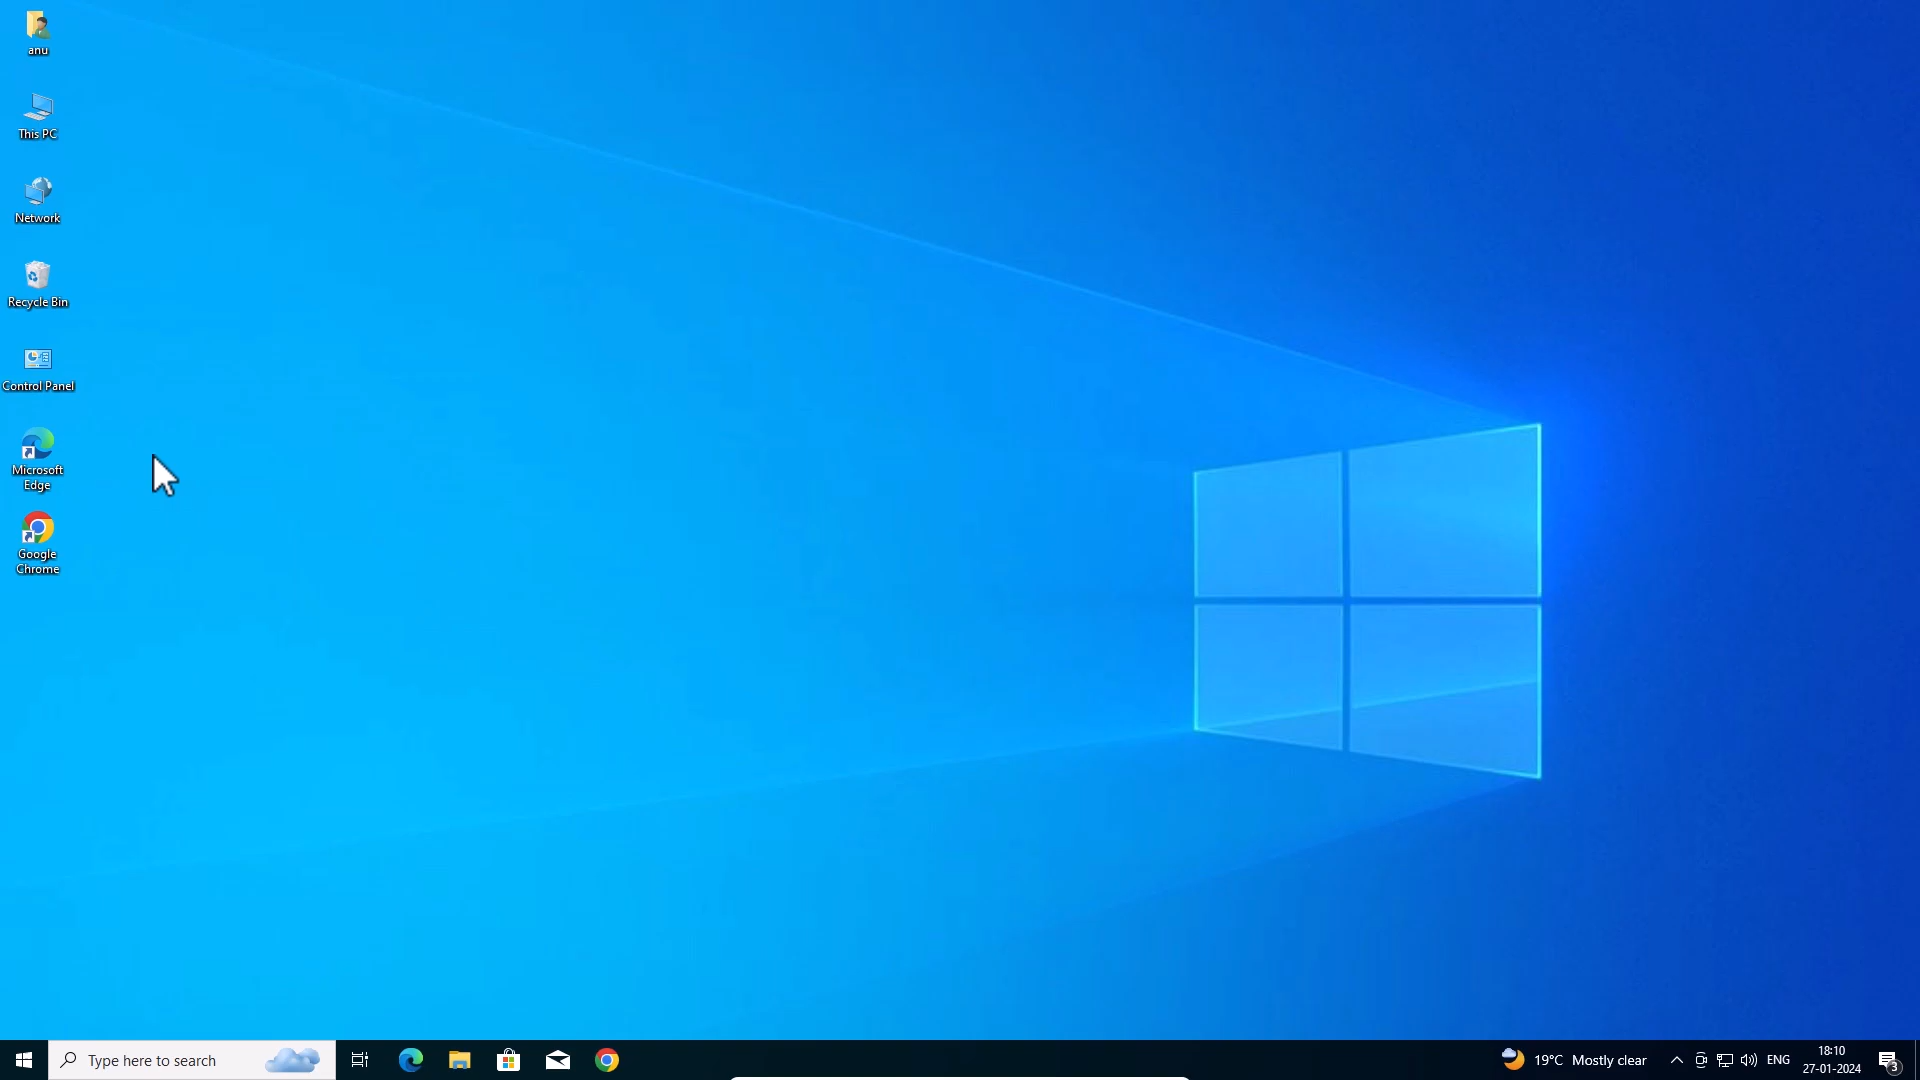 anu
This PC
Network
Recycle Bin
Control Panel
Microsoft
Edge
Google
Chrome
Type here to search
19°C Mostly clear
ENG
18:10
27-01-2024
3